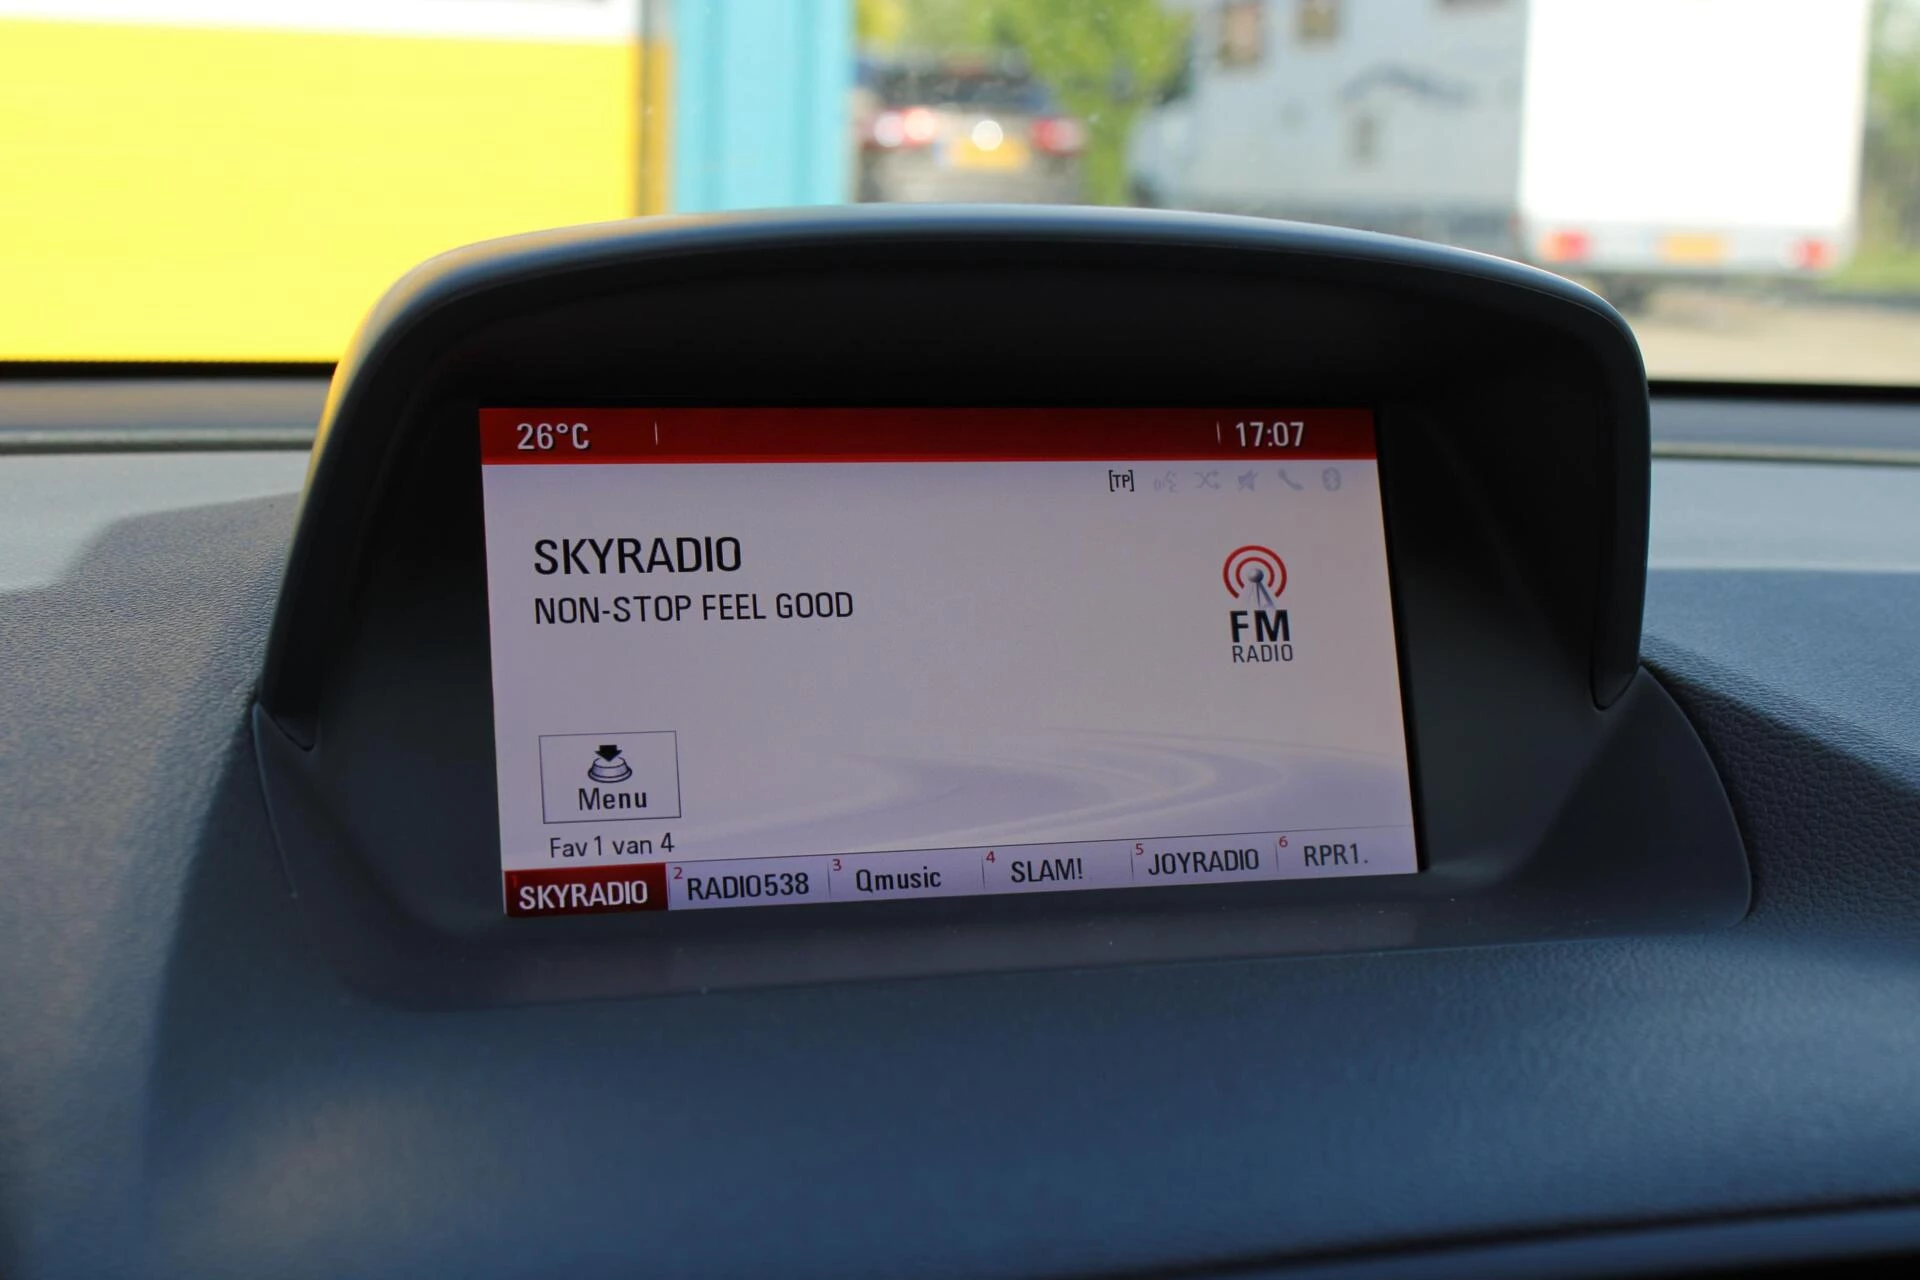 26°C 17:07
[TP]
SKYRADIO
NON-STOP FEEL GOOD
FM
RADIO
Menu
Fav 1 van 4
1 SKYRADIO 2 RADIO538 3 Qmusic 4 SLAM! 5 JOYRADIO 6 RPR1.